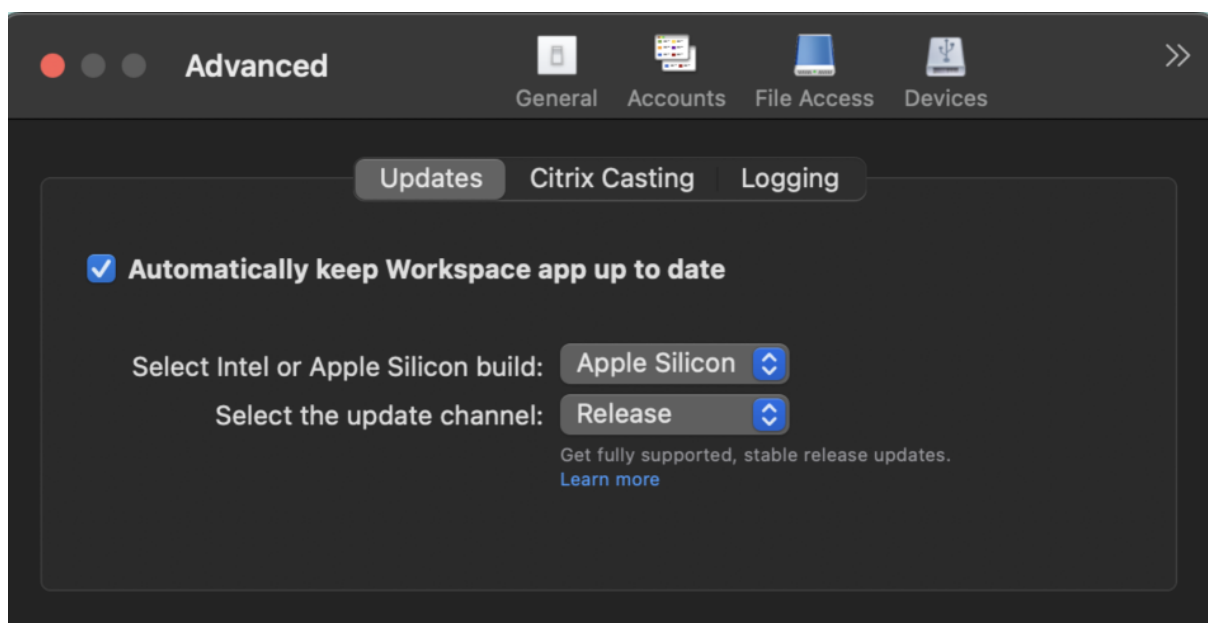 Advanced
General Accounts File Access Devices
Updates Citrix Casting Logging
Automatically keep Workspace app up to date
Select Intel or Apple Silicon build: Apple Silicon
Select the update channel: Release
Get fully supported, stable release updates.
Learn more